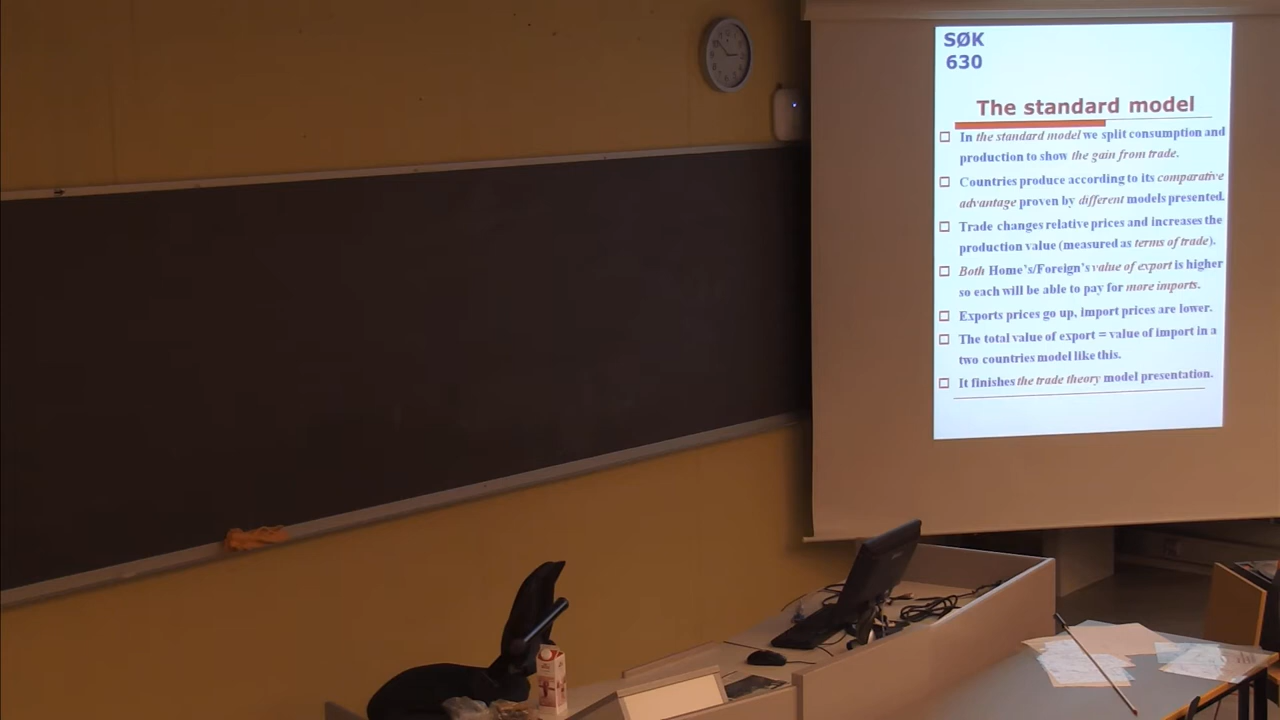 SØK
630
The standard model
In the standard model we split consumption and
production to show the gain from trade.
Countries produce according to its comparative
advantage proven by different models presented.
Trade changes relative prices and increases the
production value (measured as terms of trade).
Both Home's/Foreign's value of export is higher
so each will be able to pay for more imports.
Exports prices go up, import prices are lower.
The total value of export = value of import in a
two countries model like this.
It finishes the trade theory model presentation.